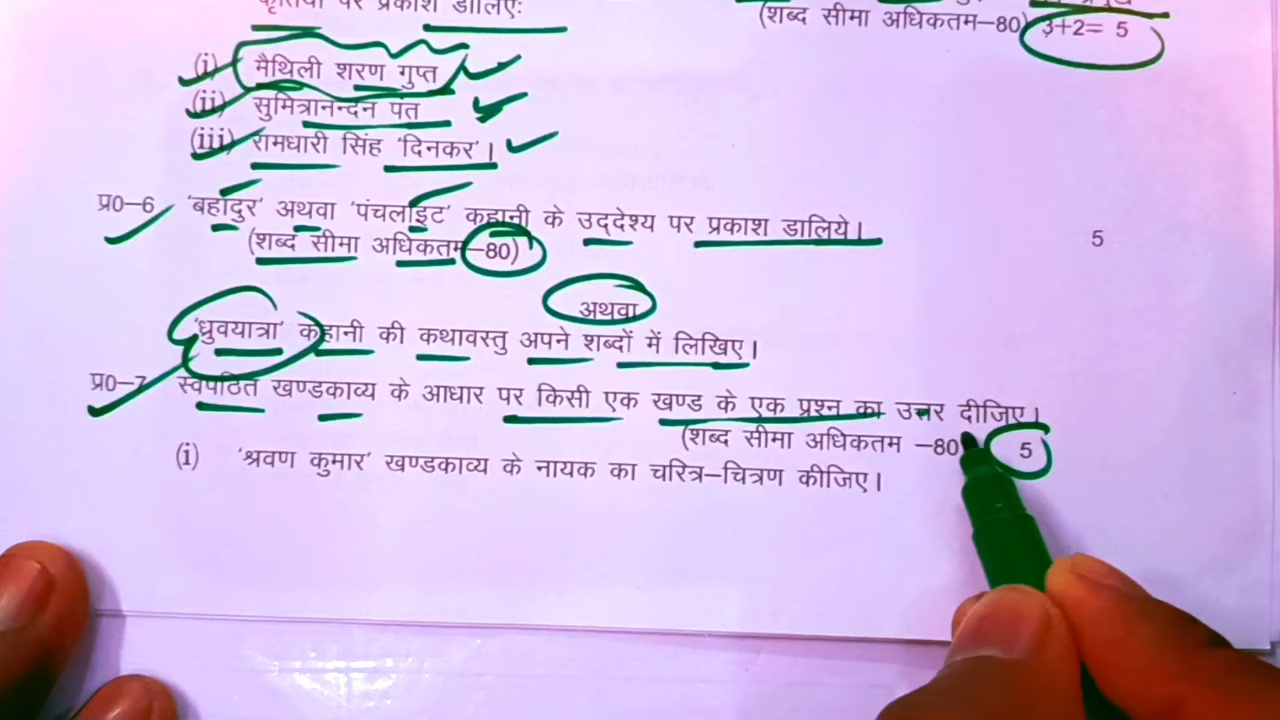 कृतियों पर प्रकाश डालिएः
(शब्द सीमा अधिकतम–80) 3+2= 5
(i) मैथिली शरण गुप्त
(ii) सुमित्रानन्दन पंत
(iii) रामधारी सिंह 'दिनकर'।
प्र0–6 'बहादुर' अथवा 'पंचलाइट' कहानी के उद्देश्य पर प्रकाश डालिये।
(शब्द सीमा अधिकतम–80) 5
अथवा
'ध्रुवयात्रा' कहानी की कथावस्तु अपने शब्दों में लिखिए।
प्र0–7 स्वपठित खण्डकाव्य के आधार पर किसी एक खण्ड के एक प्रश्न का उत्तर दीजिए।
(शब्द सीमा अधिकतम –80 5
(i) 'श्रवण कुमार' खण्डकाव्य के नायक का चरित्र–चित्रण कीजिए।